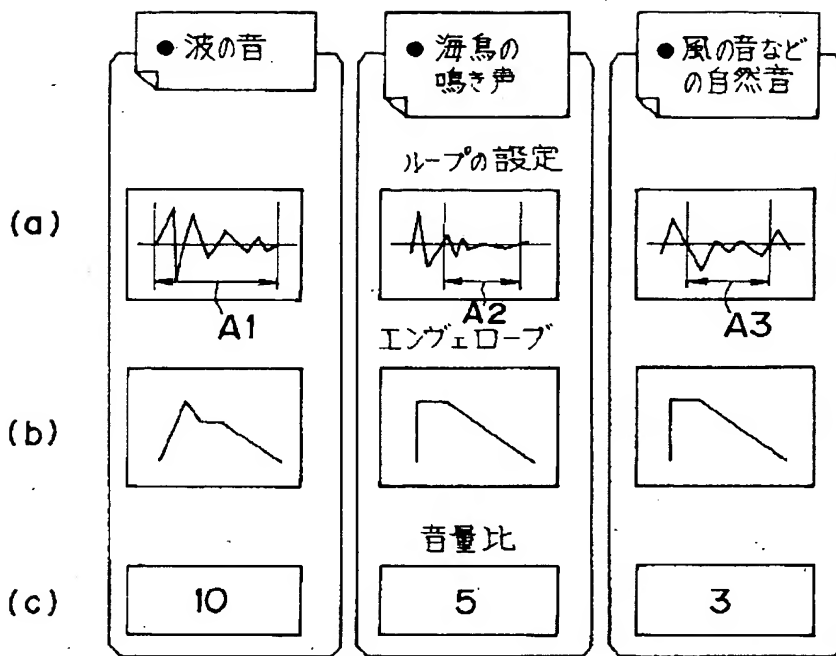 ● 波の音
● 海鳥の
鳴き声
● 風の音など
の自然音
ループの設定
(a)
A1
A2
A3
エンヴェローブ
(b)
音量比
(c)
10
5
3